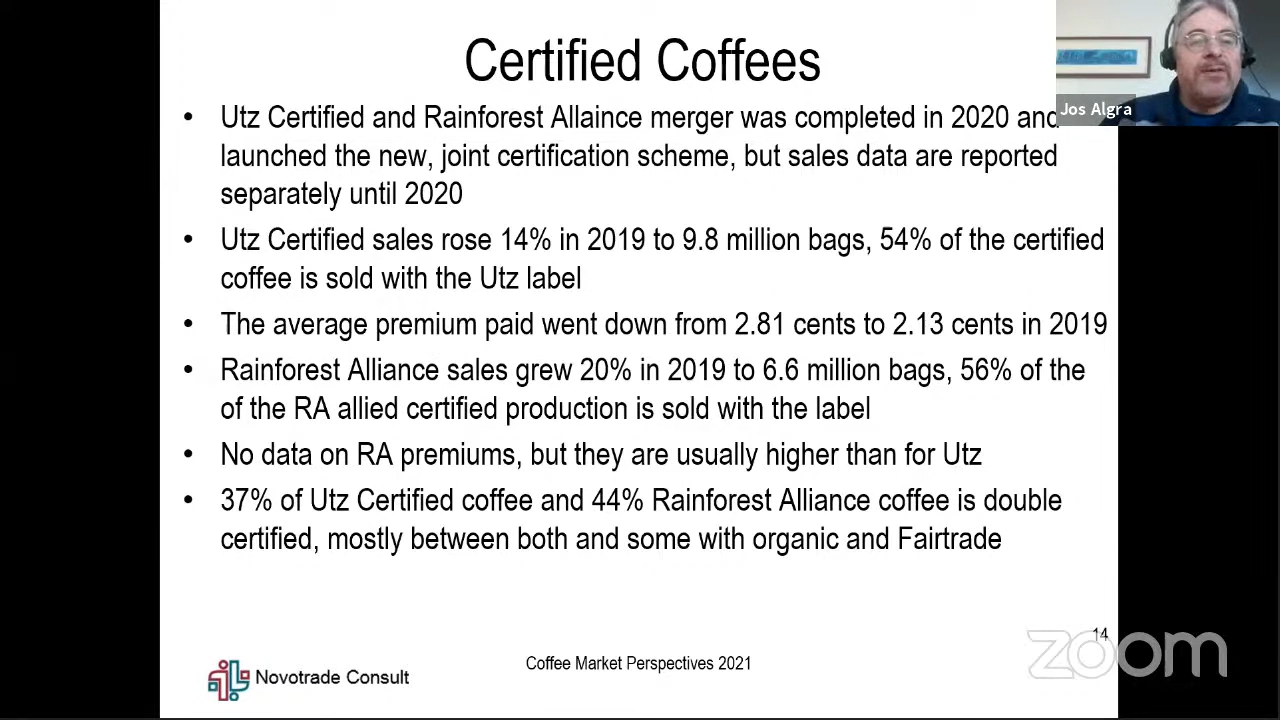 Certified Coffees
• Utz Certified and Rainforest Allaince merger was completed in 2020 and
launched the new, joint certification scheme, but sales data are reported
separately until 2020
• Utz Certified sales rose 14% in 2019 to 9.8 million bags, 54% of the certified
coffee is sold with the Utz label
• The average premium paid went down from 2.81 cents to 2.13 cents in 2019
• Rainforest Alliance sales grew 20% in 2019 to 6.6 million bags, 56% of the
of the RA allied certified production is sold with the label
• No data on RA premiums, but they are usually higher than for Utz
• 37% of Utz Certified coffee and 44% Rainforest Alliance coffee is double
certified, mostly between both and some with organic and Fairtrade
Jos Algra
14
Novotrade Consult
Coffee Market Perspectives 2021
zoom